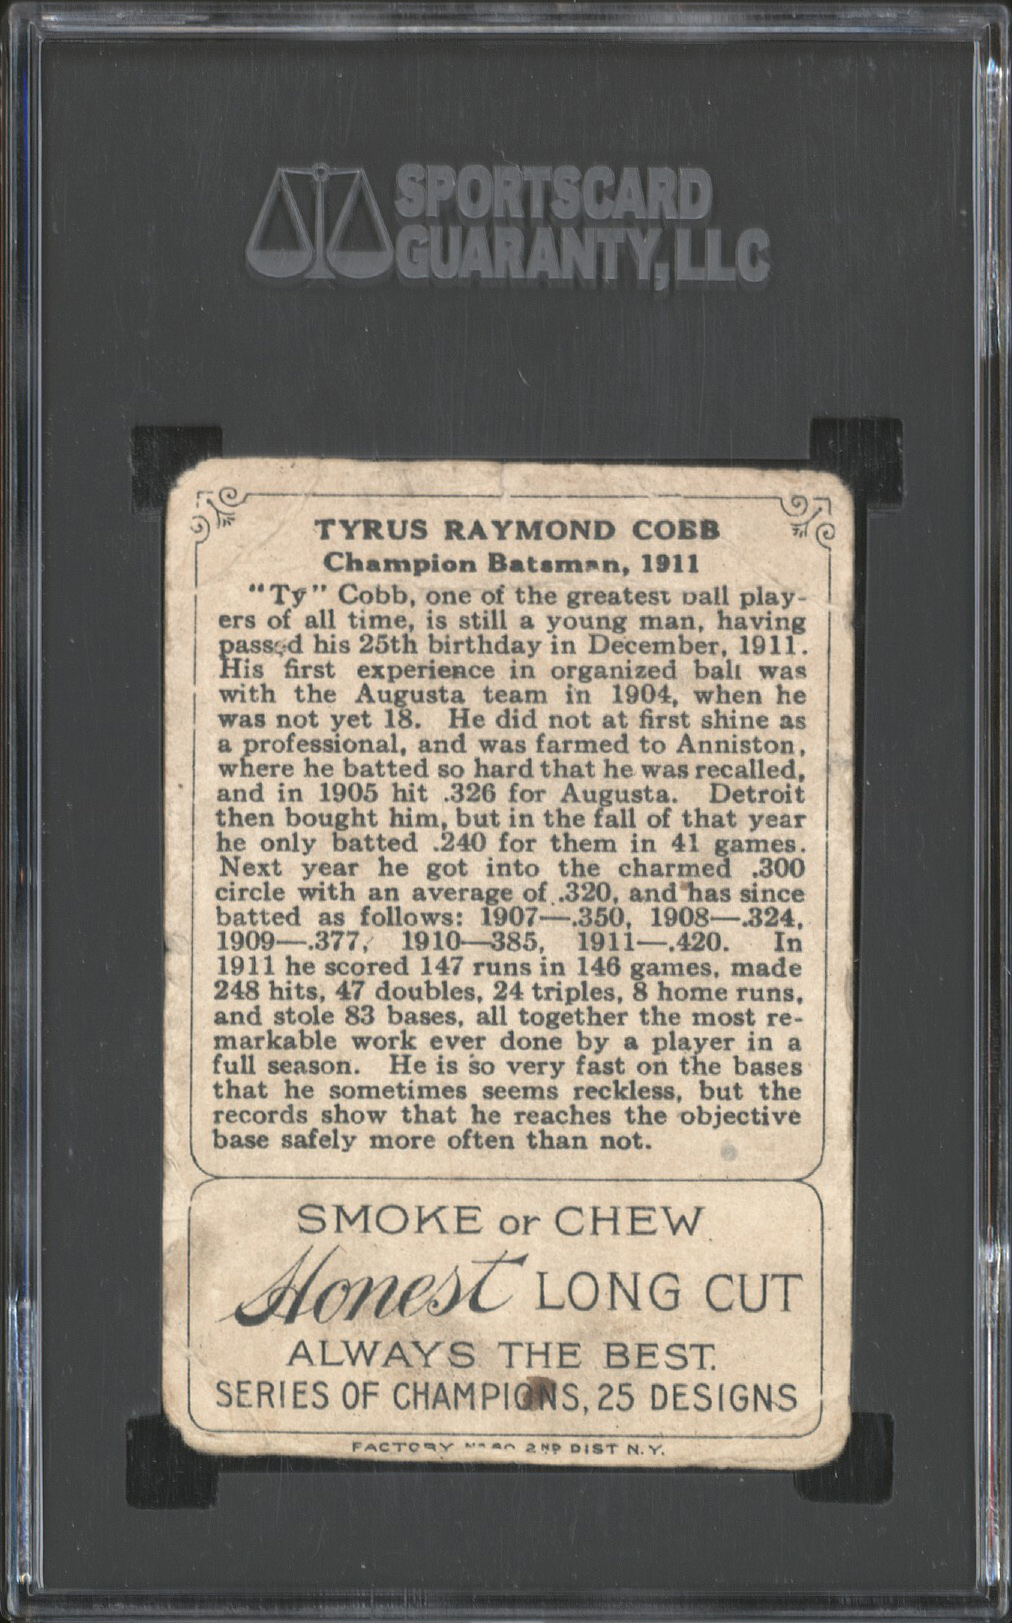 SPORTSCARD
GUARANTY, LLC
TYRUS RAYMOND COBB
Champion Batsman, 1911
"Ty" Cobb, one of the greatest ball play-
ers of all time, is still a young man, having
passed his 25th birthday in December, 1911.
His first experience in organized ball was
with the Augusta team in 1904, when he
was not yet 18. He did not at first shine as
a professional, and was farmed to Anniston,
where he batted so hard that he was recalled,
and in 1905 hit .326 for Augusta. Detroit
then bought him, but in the fall of that year
he only batted .240 for them in 41 games.
Next year he got into the charmed .300
circle with an average of .320, and has since
batted as follows: 1907—.350, 1908—.324,
1909—.377, 1910—385, 1911—.420. In
1911 he scored 147 runs in 146 games, made
248 hits, 47 doubles, 24 triples, 8 home runs,
and stole 83 bases, all together the most re-
markable work ever done by a player in a
full season. He is so very fast on the bases
that he sometimes seems reckless, but the
records show that he reaches the objective
base safely more often than not.
SMOKE or CHEW
Honest LONG CUT
ALWAYS THE BEST.
SERIES OF CHAMPIONS, 25 DESIGNS
FACTORY 2ND DIST N.Y.